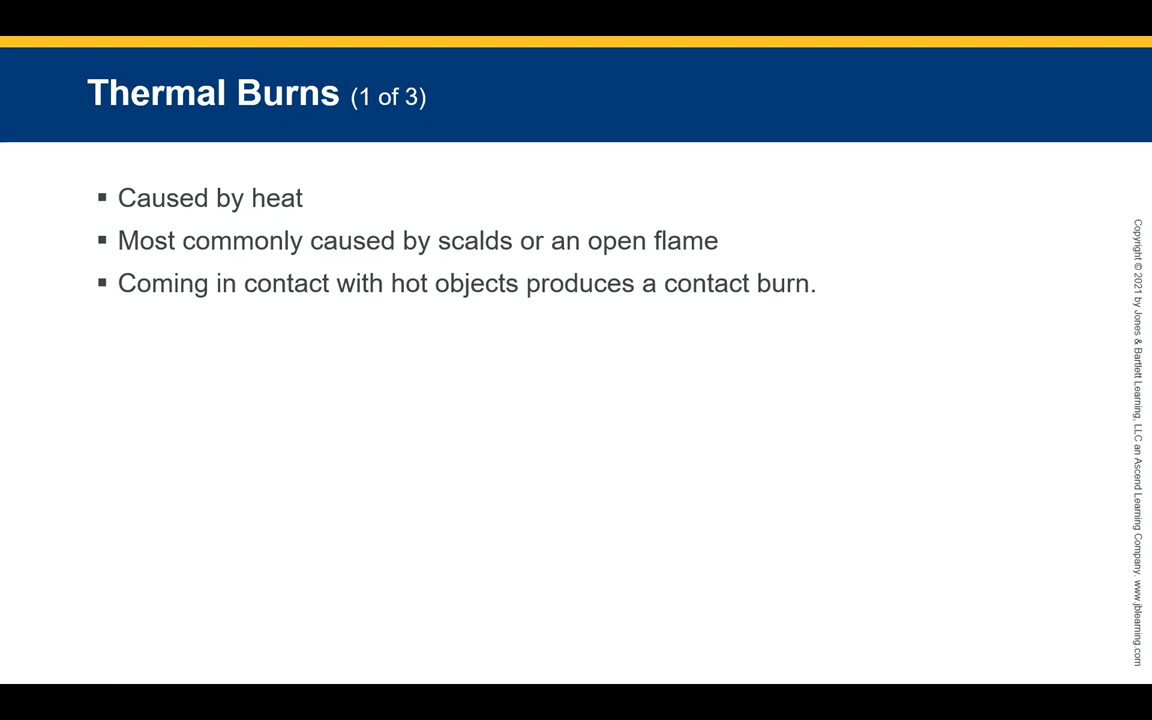 Thermal Burns (1 of 3)
▪ Caused by heat
▪ Most commonly caused by scalds or an open flame
▪ Coming in contact with hot objects produces a contact burn.
Copyright © 2021 by Jones & Bartlett Learning, LLC an Ascend Learning Company. www.jblearning.com